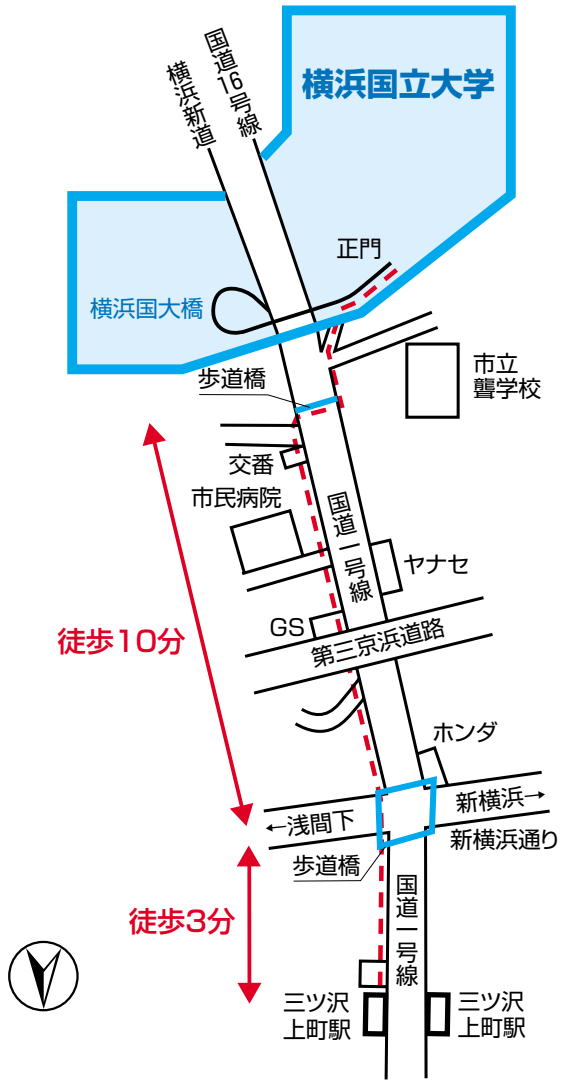 国道16号線
横浜新道
横浜国立大学
正門
横浜国大橋
歩道橋
市立
聾学校
交番
市民病院
国道一号線
ヤナセ
GS
第三京浜道路
徒歩10分
ホンダ
新横浜→
←浅間下
新横浜通り
歩道橋
国道一号線
徒歩3分
三ツ沢
上町駅
三ツ沢
上町駅